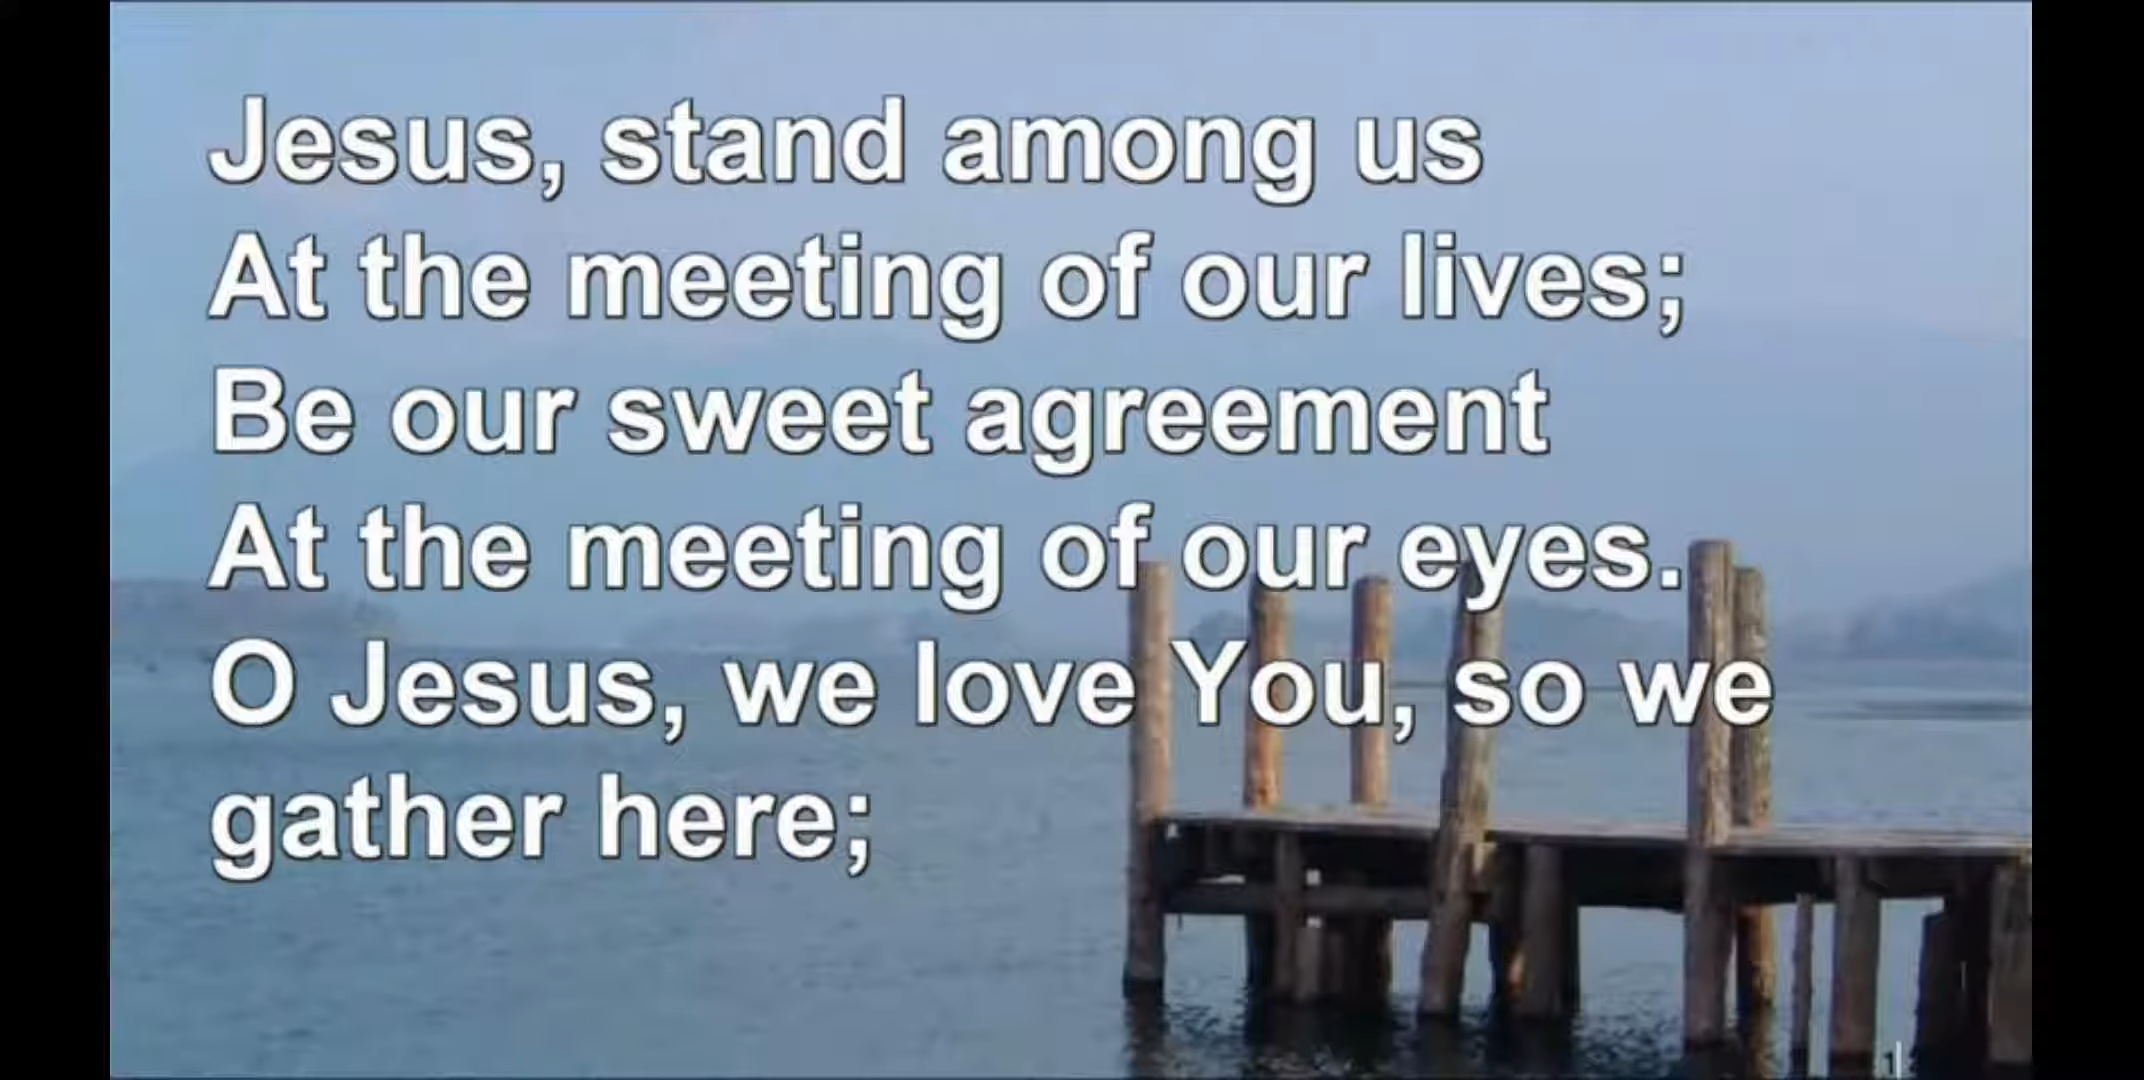 Jesus, stand among us
At the meeting of our lives;
Be our sweet agreement
At the meeting of our eyes.
O Jesus, we love You, so we
gather here;
1